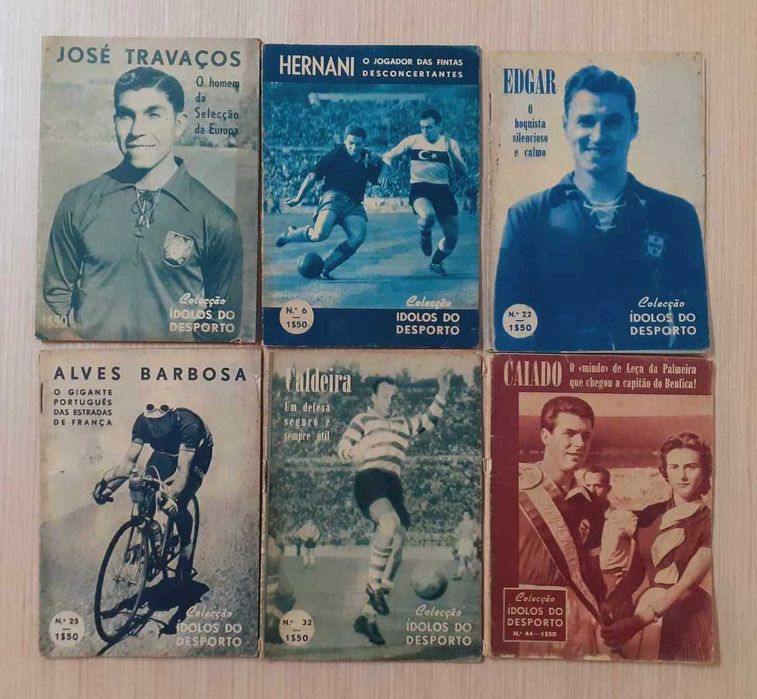 JOSÉ TRAVAÇOS
O homem
da
Selecção
da Europa
1$50
Colecção
ÍDOLOS DO
DESPORTO
HERNANI
O JOGADOR DAS FINTAS
DESCONCERTANTES
N.º 6
1$50
Colecção
ÍDOLOS DO
DESPORTO
EDGAR
O
hoquista
silencioso
e calmo
N.º 22
1$50
Colecção
ÍDOLOS DO
DESPORTO
ALVES BARBOSA
O GIGANTE
PORTUGUÊS
DAS ESTRADAS
DE FRANÇA
N.º 25
1$50
Colecção
ÍDOLOS DO
DESPORTO
Caldeira
Um defesa
seguro e
sempre útil
N.º 32
1$50
Colecção
ÍDOLOS DO
DESPORTO
CAIADO
O «miudo» de Leça da Palmeira
que chegou a capitão do Benfica!
Colecção
ÍDOLOS DO
DESPORTO
N.º 44 — 1$50